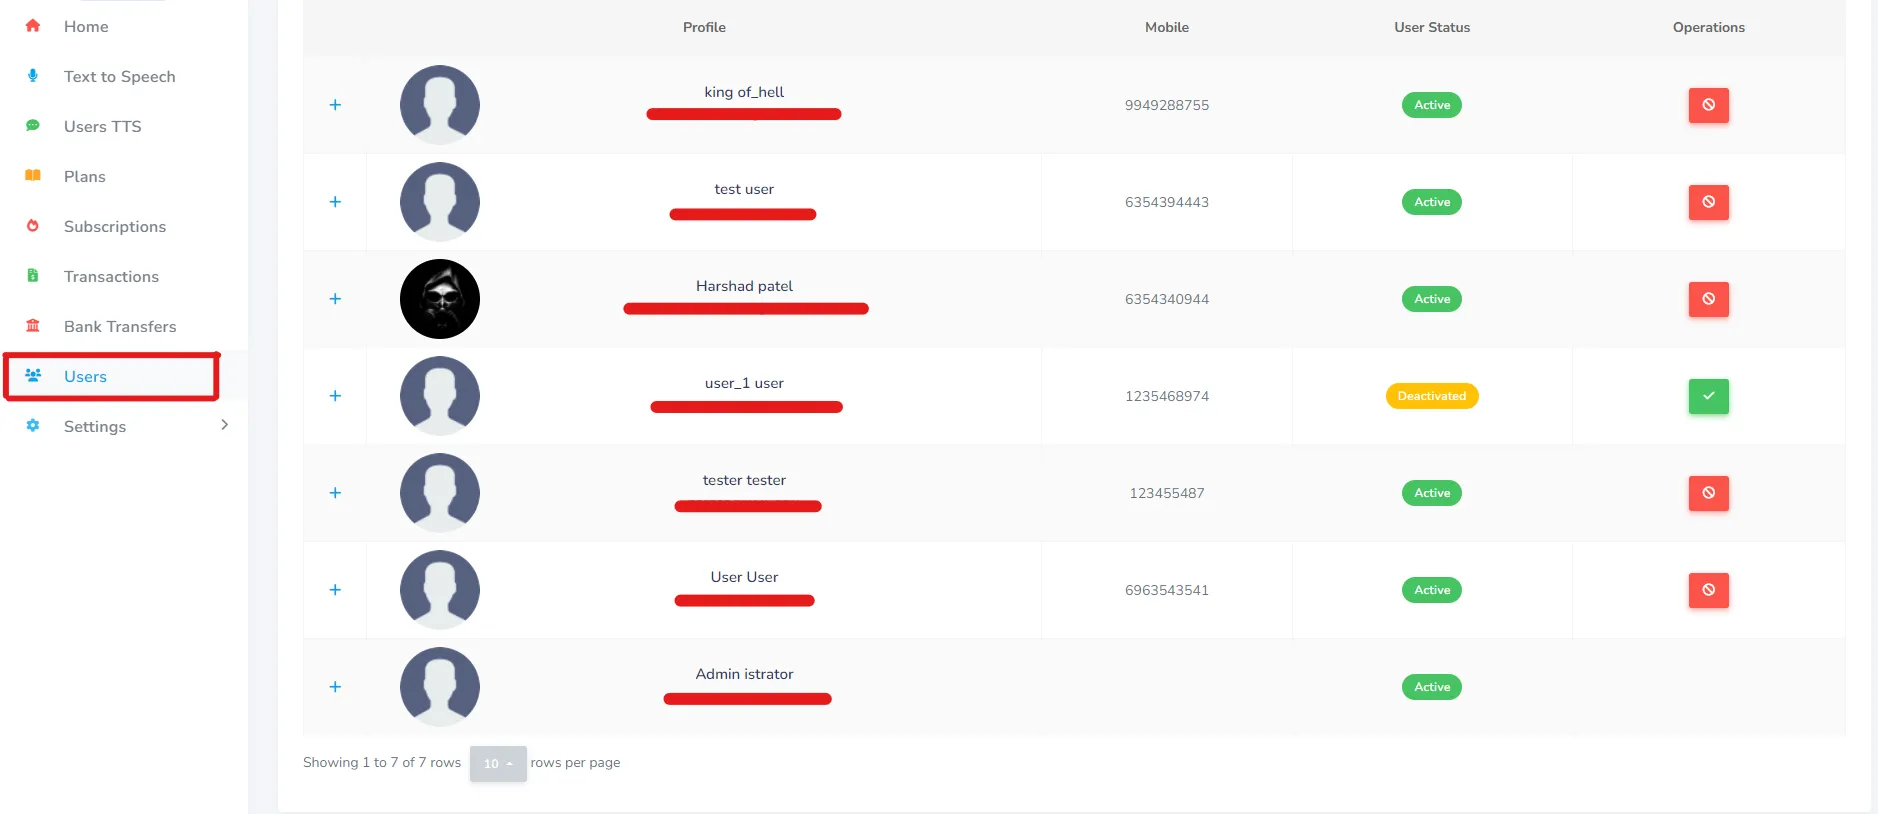 Home
Text to Speech
Users TTS
Plans
Subscriptions
Transactions
Bank Transfers
Users
Settings
Profile Mobile User Status Operations
king of_hell 9949288755 Active
test user 6354394443 Active
Harshad patel 6354340944 Active
user_1 user 1235468974 Deactivated
tester tester 123455487 Active
User User 6963543541 Active
Admin istrator Active
Showing 1 to 7 of 7 rows 10 rows per page